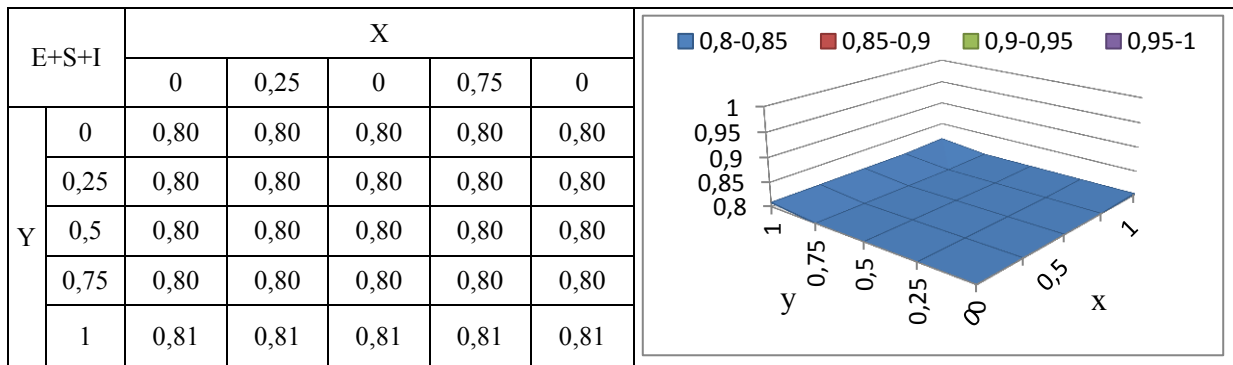 E+S+I X
0 0,25 0 0,75 0
Y 0 0,80 0,80 0,80 0,80 0,80
0,25 0,80 0,80 0,80 0,80 0,80
0,5 0,80 0,80 0,80 0,80 0,80
0,75 0,80 0,80 0,80 0,80 0,80
1 0,81 0,81 0,81 0,81 0,81
0,8-0,85 0,85-0,9 0,9-0,95 0,95-1
1
0,95
0,9
0,85
0,8
1 0,75 0,5 0,25 0
y
0 0,5 1
x